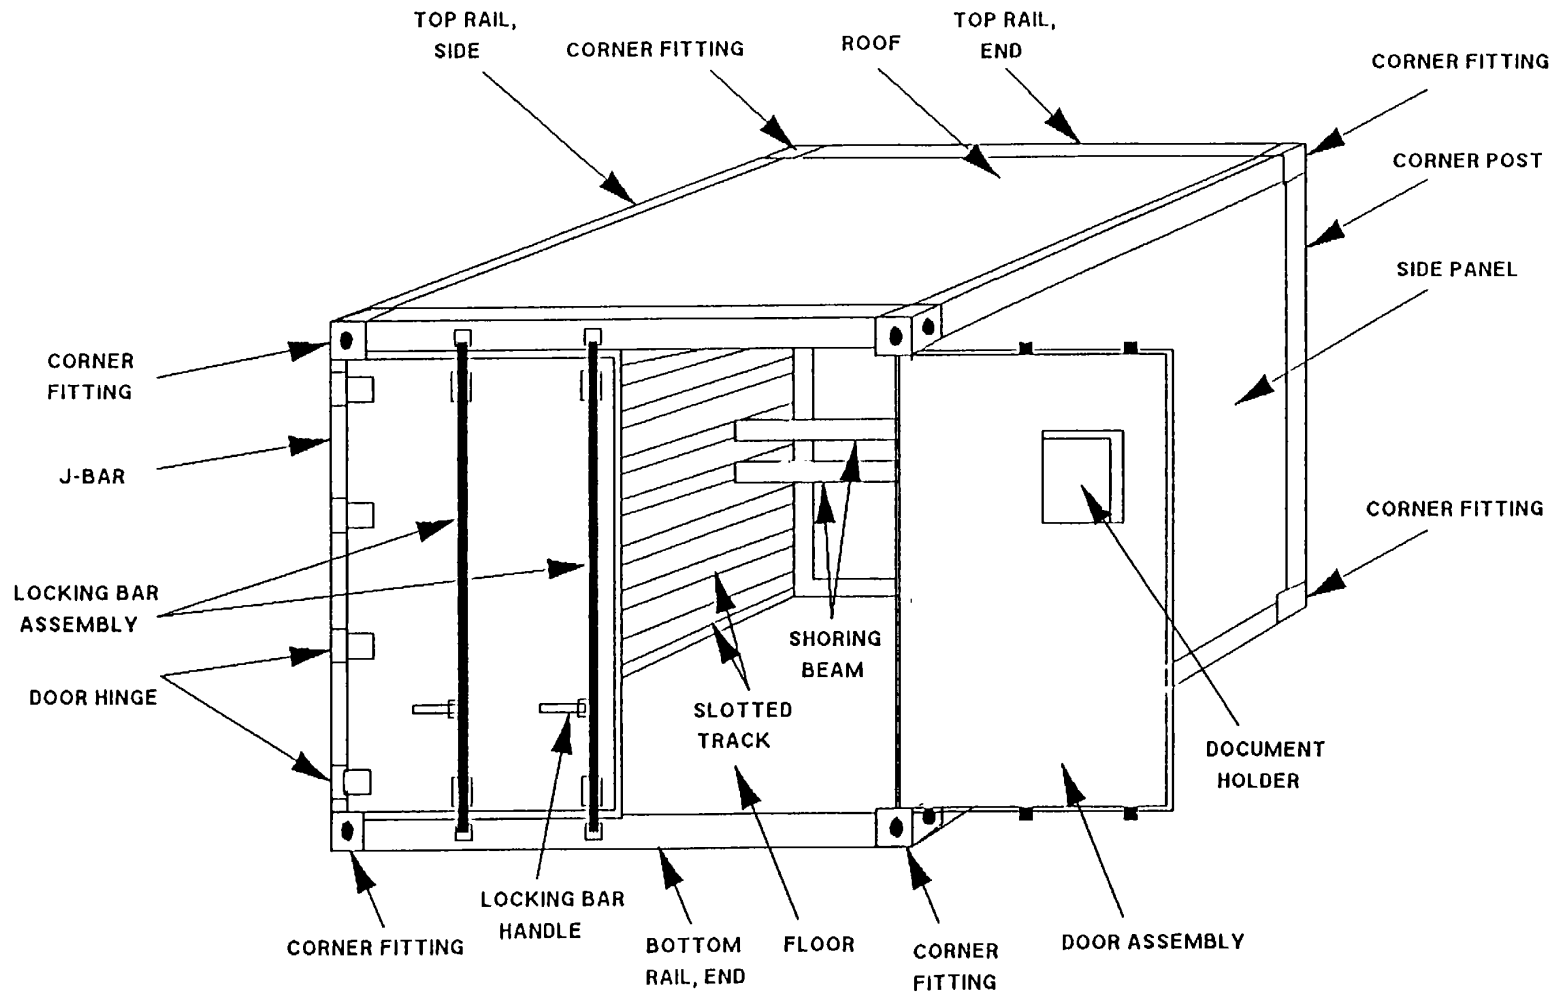 TOP RAIL,
SIDE
CORNER FITTING
ROOF
TOP RAIL,
END
CORNER FITTING
CORNER POST
SIDE PANEL
CORNER
FITTING
J-BAR
CORNER FITTING
LOCKING BAR
ASSEMBLY
SHORING
BEAM
DOOR HINGE
SLOTTED
TRACK
DOCUMENT
HOLDER
LOCKING BAR
HANDLE
CORNER FITTING
BOTTOM
RAIL, END
FLOOR
CORNER
FITTING
DOOR ASSEMBLY